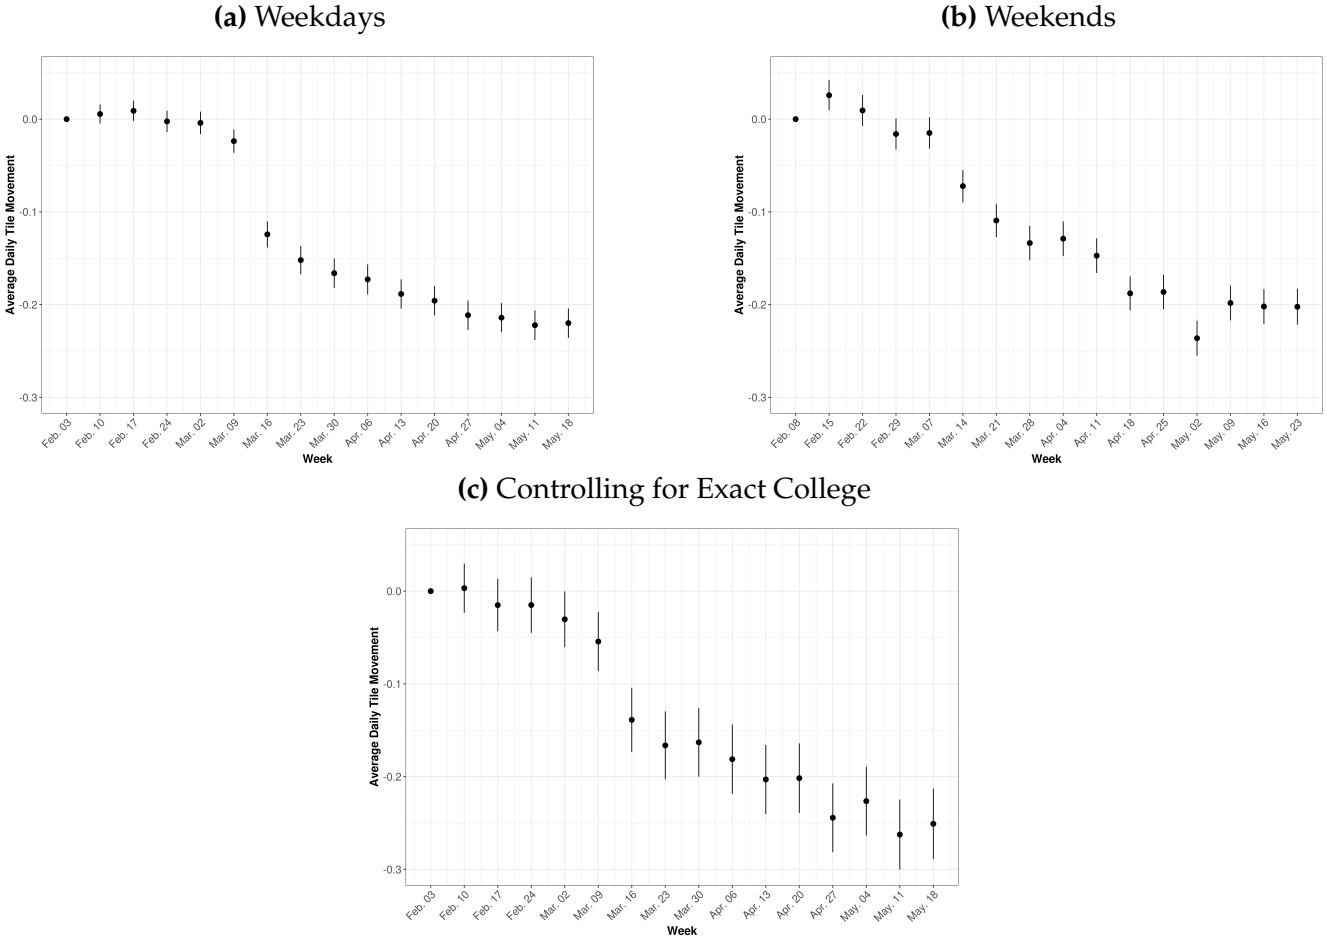 (a) Weekdays
(b) Weekends
Average Daily Tile Movement
0.0
-0.1
-0.2
-0.3
Feb. 03
Feb. 10
Feb. 17
Feb. 24
Mar. 02
Mar. 09
Mar. 16
Mar. 23
Mar. 30
Apr. 06
Apr. 13
Apr. 20
Apr. 27
May. 04
May. 11
May. 18
Week
Average Daily Tile Movement
0.0
-0.1
-0.2
-0.3
Feb. 08
Feb. 15
Feb. 22
Feb. 29
Mar. 07
Mar. 14
Mar. 21
Mar. 28
Apr. 04
Apr. 11
Apr. 18
Apr. 25
May. 02
May. 09
May. 16
May. 23
Week
(c) Controlling for Exact College
Average Daily Tile Movement
0.0
-0.1
-0.2
-0.3
Feb. 03
Feb. 10
Feb. 17
Feb. 24
Mar. 02
Mar. 09
Mar. 16
Mar. 23
Mar. 30
Apr. 06
Apr. 13
Apr. 20
Apr. 27
May. 04
May. 11
May. 18
Week